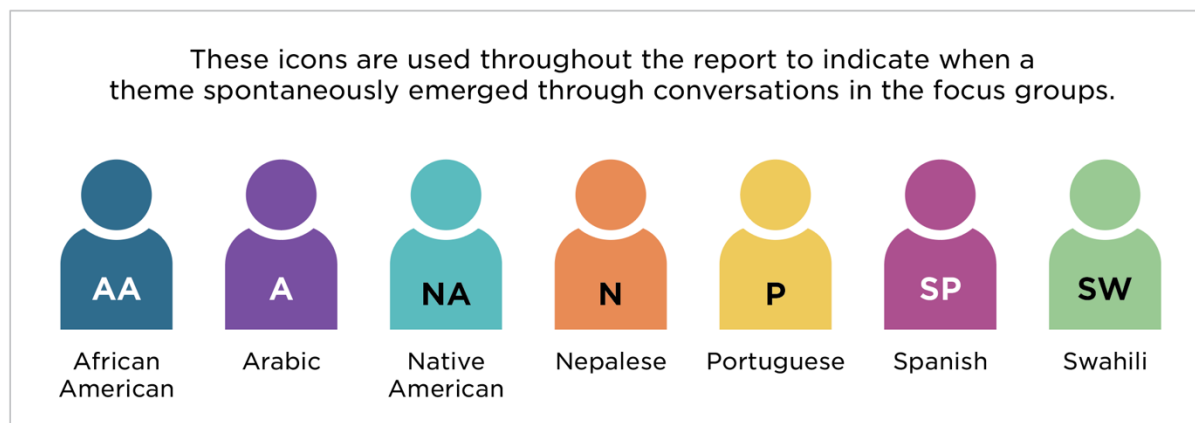 These icons are used throughout the report to indicate when a
theme spontaneously emerged through conversations in the focus groups.
AA
A
NA
N
P
SP
SW
African
American
Arabic
Native
American
Nepalese
Portuguese
Spanish
Swahili